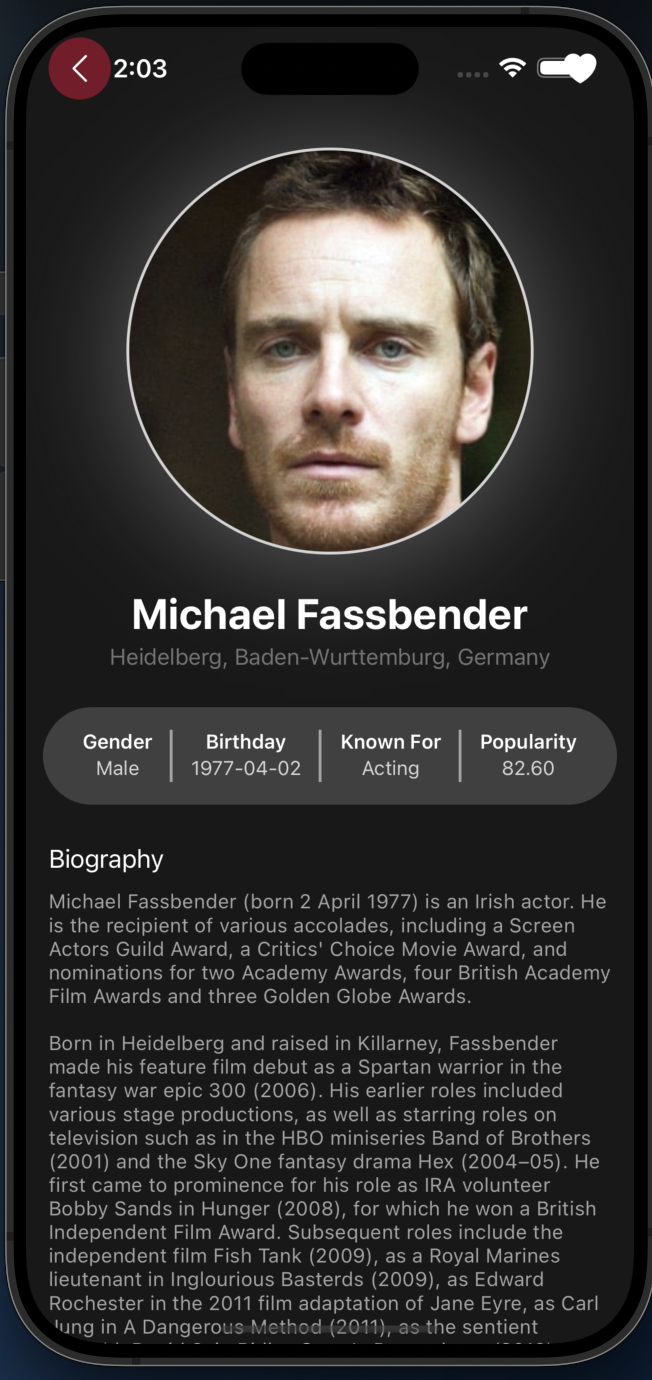 2:03
Michael Fassbender
Heidelberg, Baden-Wurttemburg, Germany
Gender Birthday Known For Popularity
Male 1977-04-02 Acting 82.60
Biography
Michael Fassbender (born 2 April 1977) is an Irish actor. He
is the recipient of various accolades, including a Screen
Actors Guild Award, a Critics' Choice Movie Award, and
nominations for two Academy Awards, four British Academy
Film Awards and three Golden Globe Awards.
Born in Heidelberg and raised in Killarney, Fassbender
made his feature film debut as a Spartan warrior in the
fantasy war epic 300 (2006). His earlier roles included
various stage productions, as well as starring roles on
television such as in the HBO miniseries Band of Brothers
(2001) and the Sky One fantasy drama Hex (2004–05). He
first came to prominence for his role as IRA volunteer
Bobby Sands in Hunger (2008), for which he won a British
Independent Film Award. Subsequent roles include the
independent film Fish Tank (2009), as a Royal Marines
lieutenant in Inglourious Basterds (2009), as Edward
Rochester in the 2011 film adaptation of Jane Eyre, as Carl
Jung in A Dangerous Method (2011), as the sentient